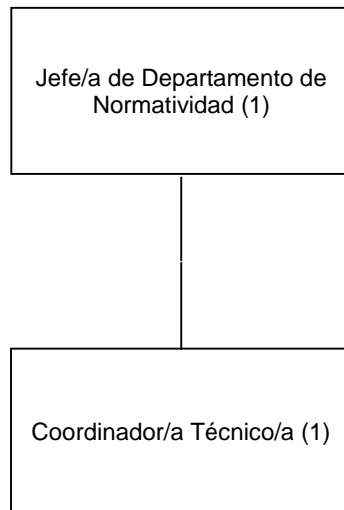 Jefe/a de Departamento de
Normatividad (1)
Coordinador/a Técnico/a (1)